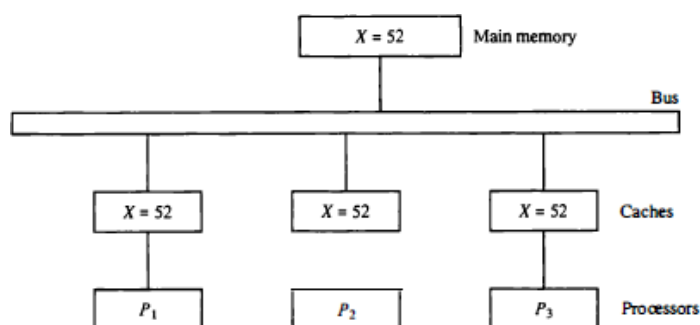 X = 52 Main memory
Bus
X = 52 X = 52 X = 52 Caches
P1 P2 P3 Processors